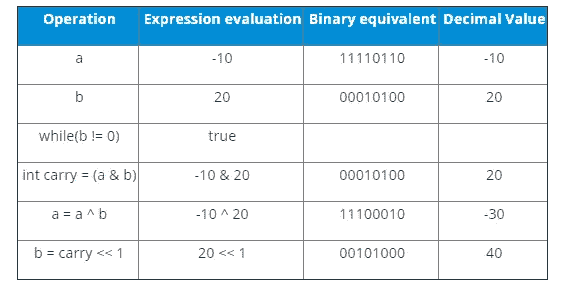 Operation Expression evaluation Binary equivalent Decimal Value
a -10 11110110 -10
b 20 00010100 20
while(b != 0) true
int carry = (a & b) -10 & 20 00010100 20
a = a ^ b -10 ^ 20 11100010 -30
b = carry << 1 20 << 1 00101000 40